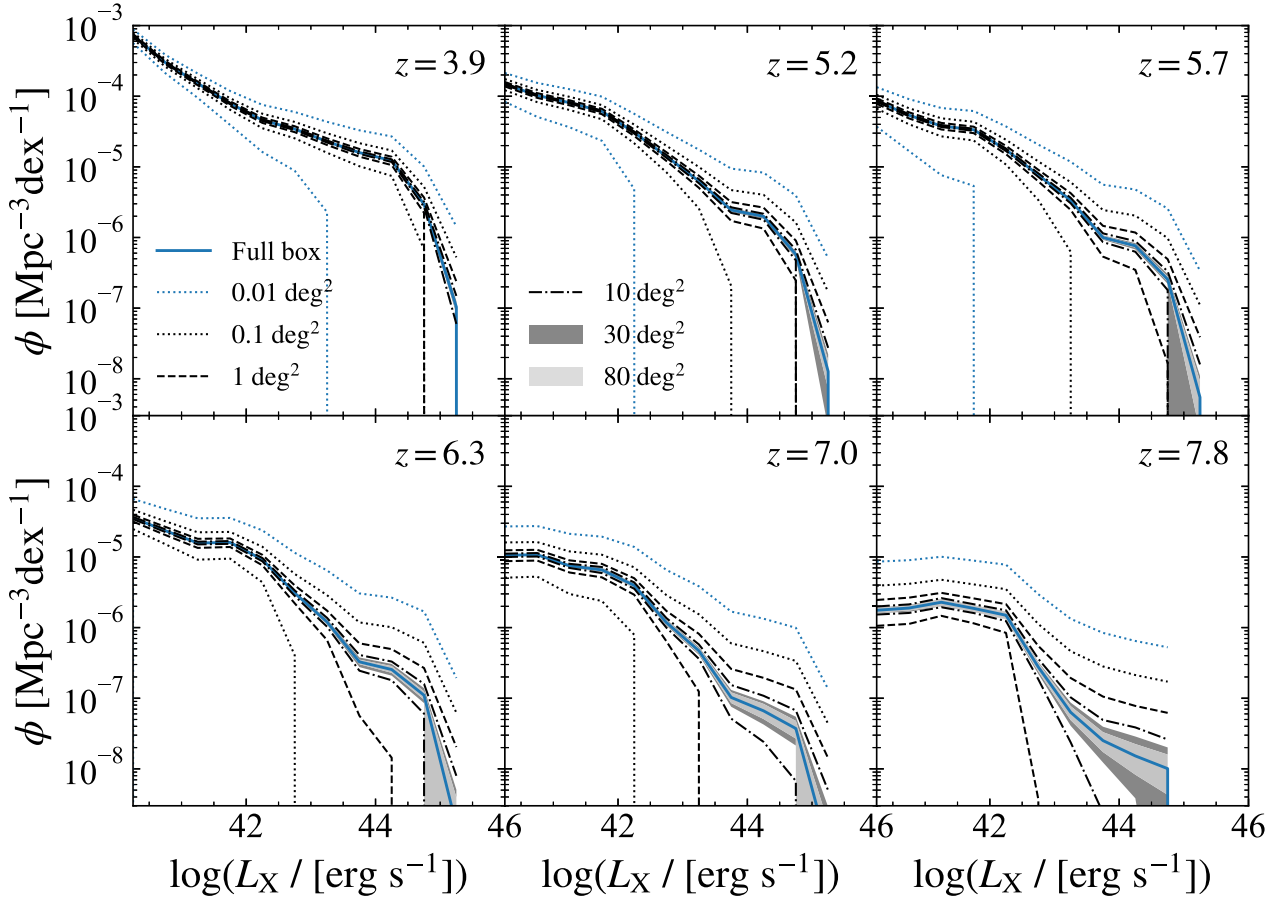 10⁻³
z = 3.9
z = 5.2
z = 5.7
10⁻⁴
10⁻⁵
10⁻⁶
10⁻⁷
10⁻⁸
ϕ [Mpc⁻³dex⁻¹]
Full box
0.01 deg²
0.1 deg²
1 deg²
10 deg²
30 deg²
80 deg²
10⁻³
z = 6.3
z = 7.0
z = 7.8
10⁻⁴
10⁻⁵
10⁻⁶
10⁻⁷
10⁻⁸
ϕ [Mpc⁻³dex⁻¹]
42 44 46 42 44 46 42 44 46
log(L_X / [erg s⁻¹]) log(L_X / [erg s⁻¹]) log(L_X / [erg s⁻¹])